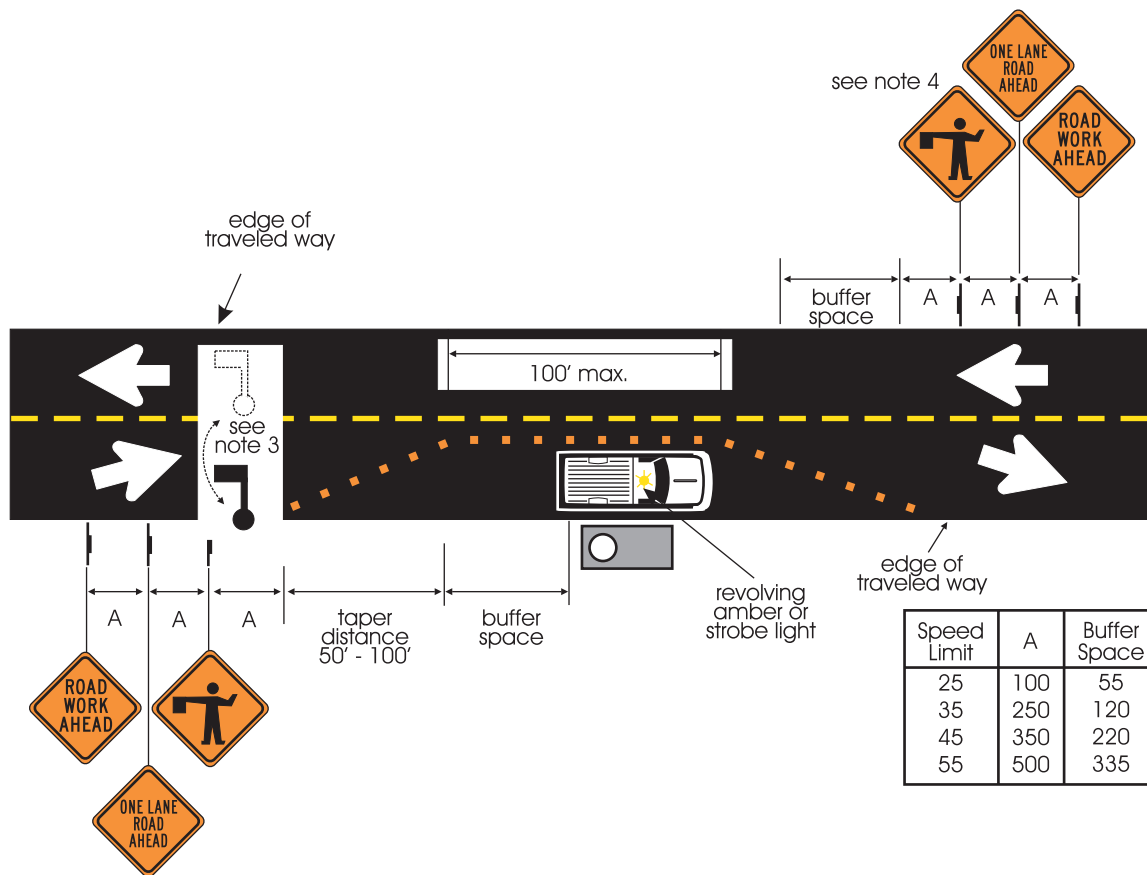 ONE LANE
ROAD
AHEAD
see note 4
ROAD
WORK
AHEAD
edge of
traveled way
buffer
space
A
A
A
100' max.
see
note 3
edge of
traveled way
A
A
A
taper
distance
50' - 100'
buffer
space
revolving
amber or
strobe light
Speed
Limit
A
Buffer
Space
25 100 55
35 250 120
45 350 220
55 500 335
ROAD
WORK
AHEAD
ONE LANE
ROAD
AHEAD